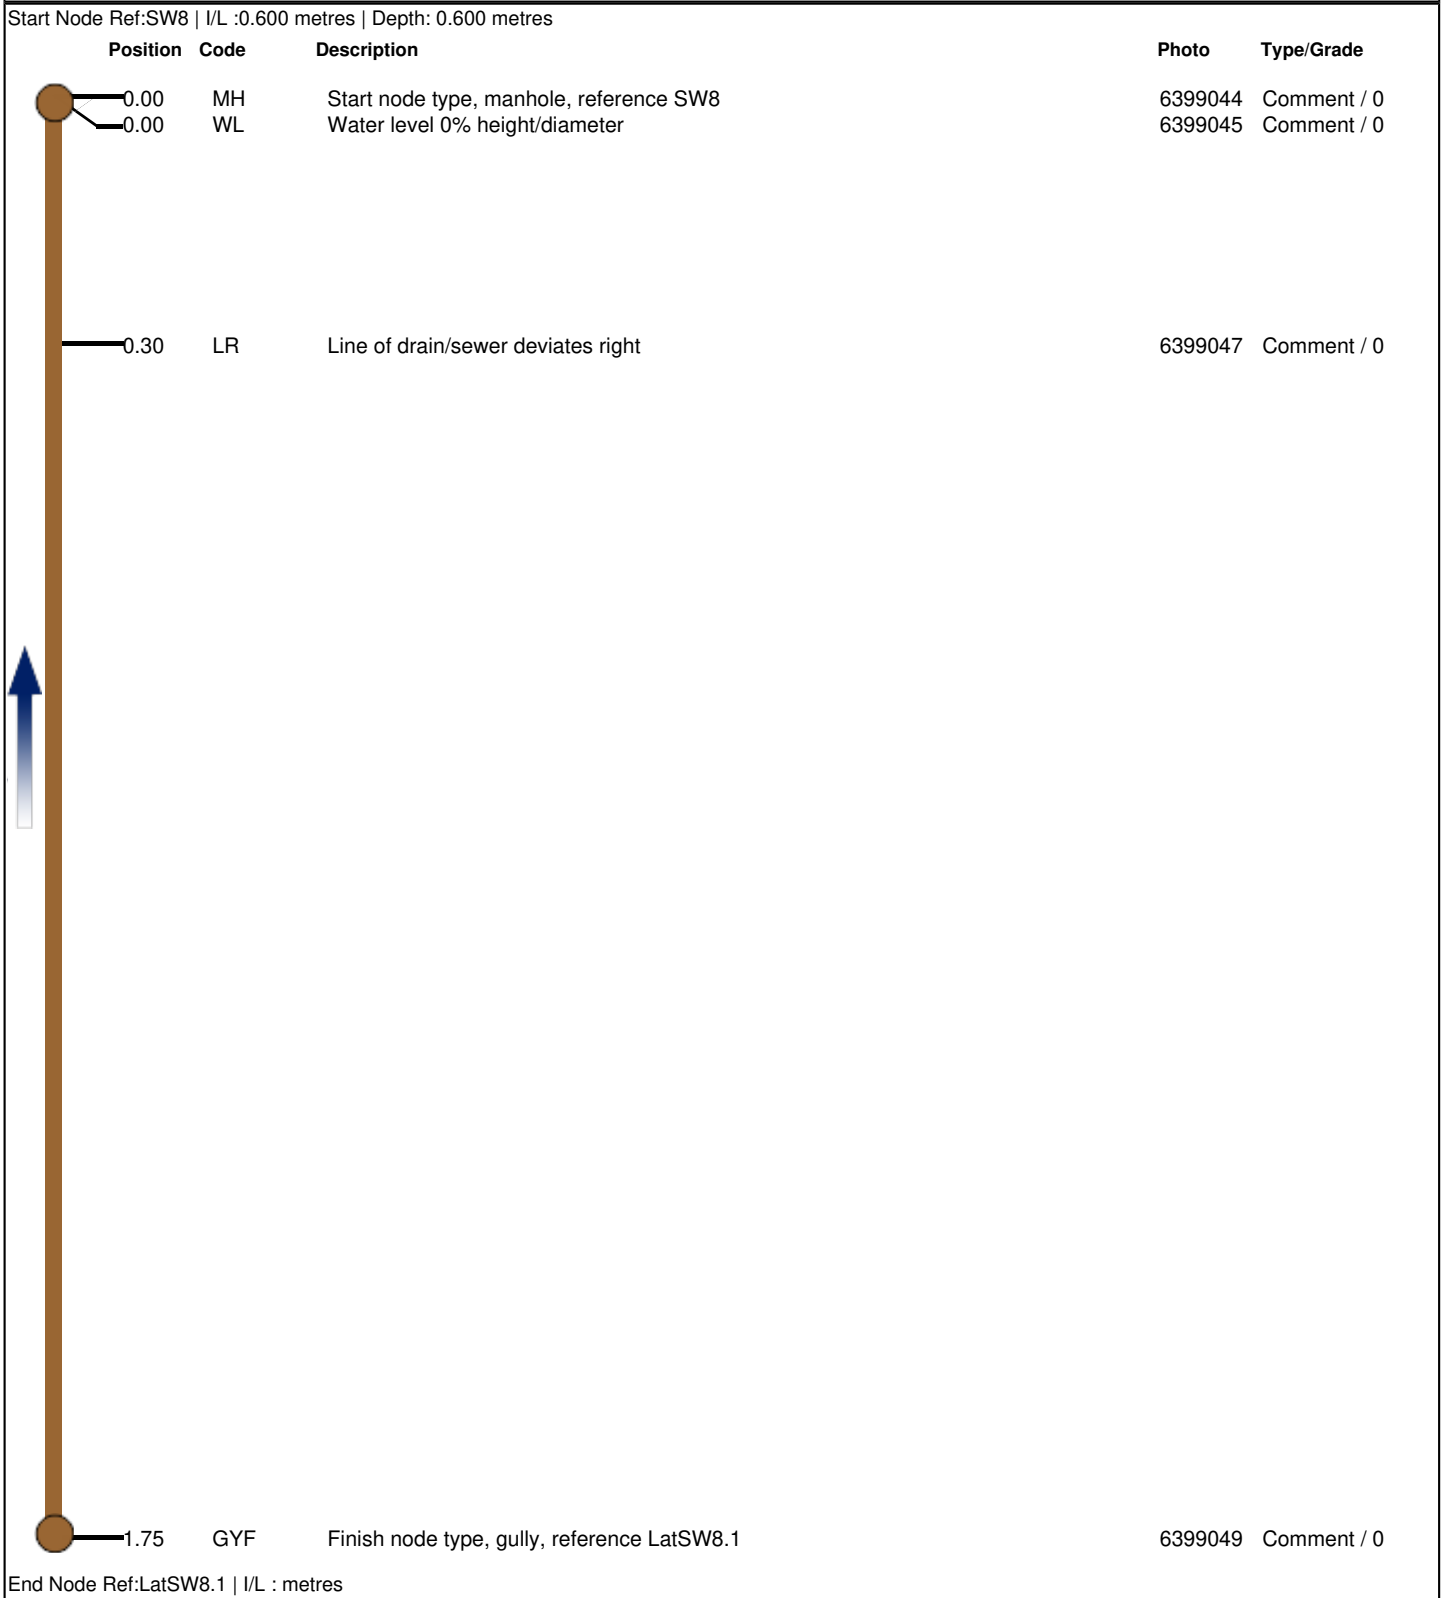 Start Node Ref:SW8 | I/L :0.600 metres | Depth: 0.600 metres
Position Code Description Photo Type/Grade
0.00 MH Start node type, manhole, reference SW8 6399044 Comment / 0
0.00 WL Water level 0% height/diameter 6399045 Comment / 0
0.30 LR Line of drain/sewer deviates right 6399047 Comment / 0
1.75 GYF Finish node type, gully, reference LatSW8.1 6399049 Comment / 0
End Node Ref:LatSW8.1 | I/L : metres